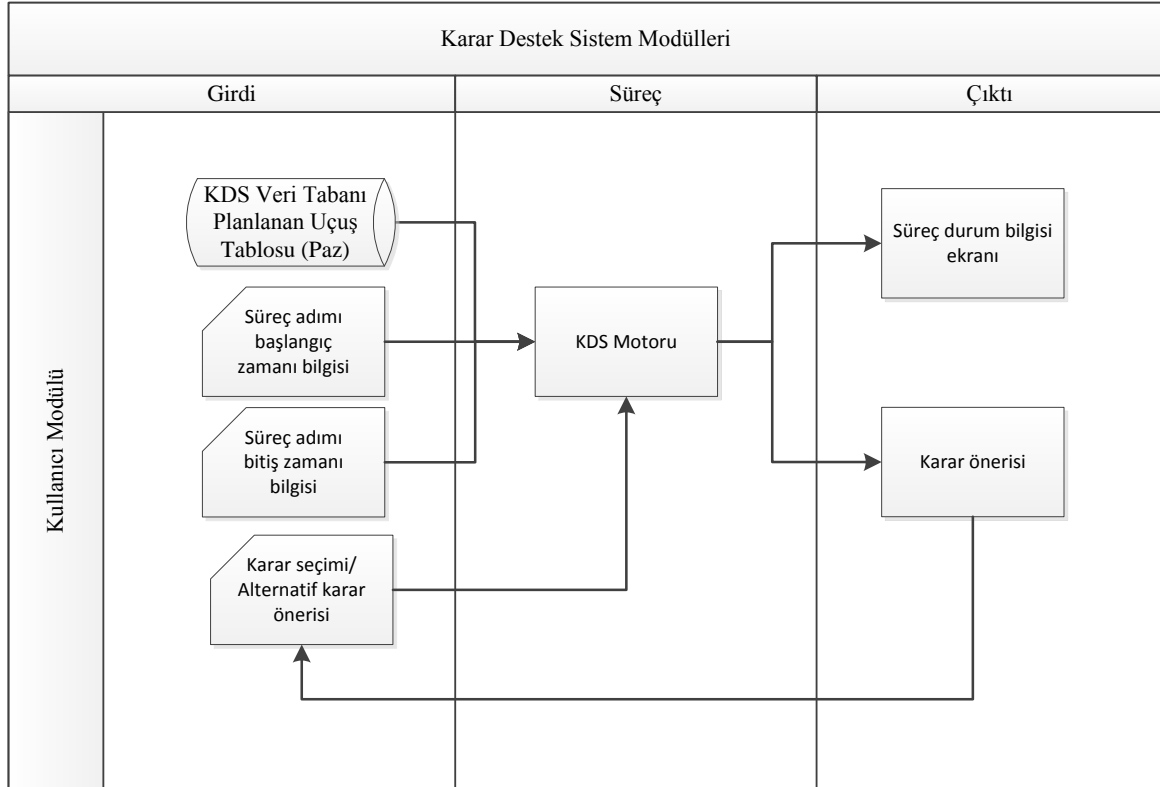 Karar Destek Sistem Modülleri
Girdi
Süreç
Çıktı
Kullanıcı Modülü
KDS Veri Tabanı
Planlanan Uçuş
Tablosu (Paz)
Süreç adımı
başlangıç
zamanı bilgisi
Süreç adımı
bitiş zamanı
bilgisi
Karar seçimi/
Alternatif karar
önerisi
KDS Motoru
Süreç durum bilgisi
ekranı
Karar önerisi